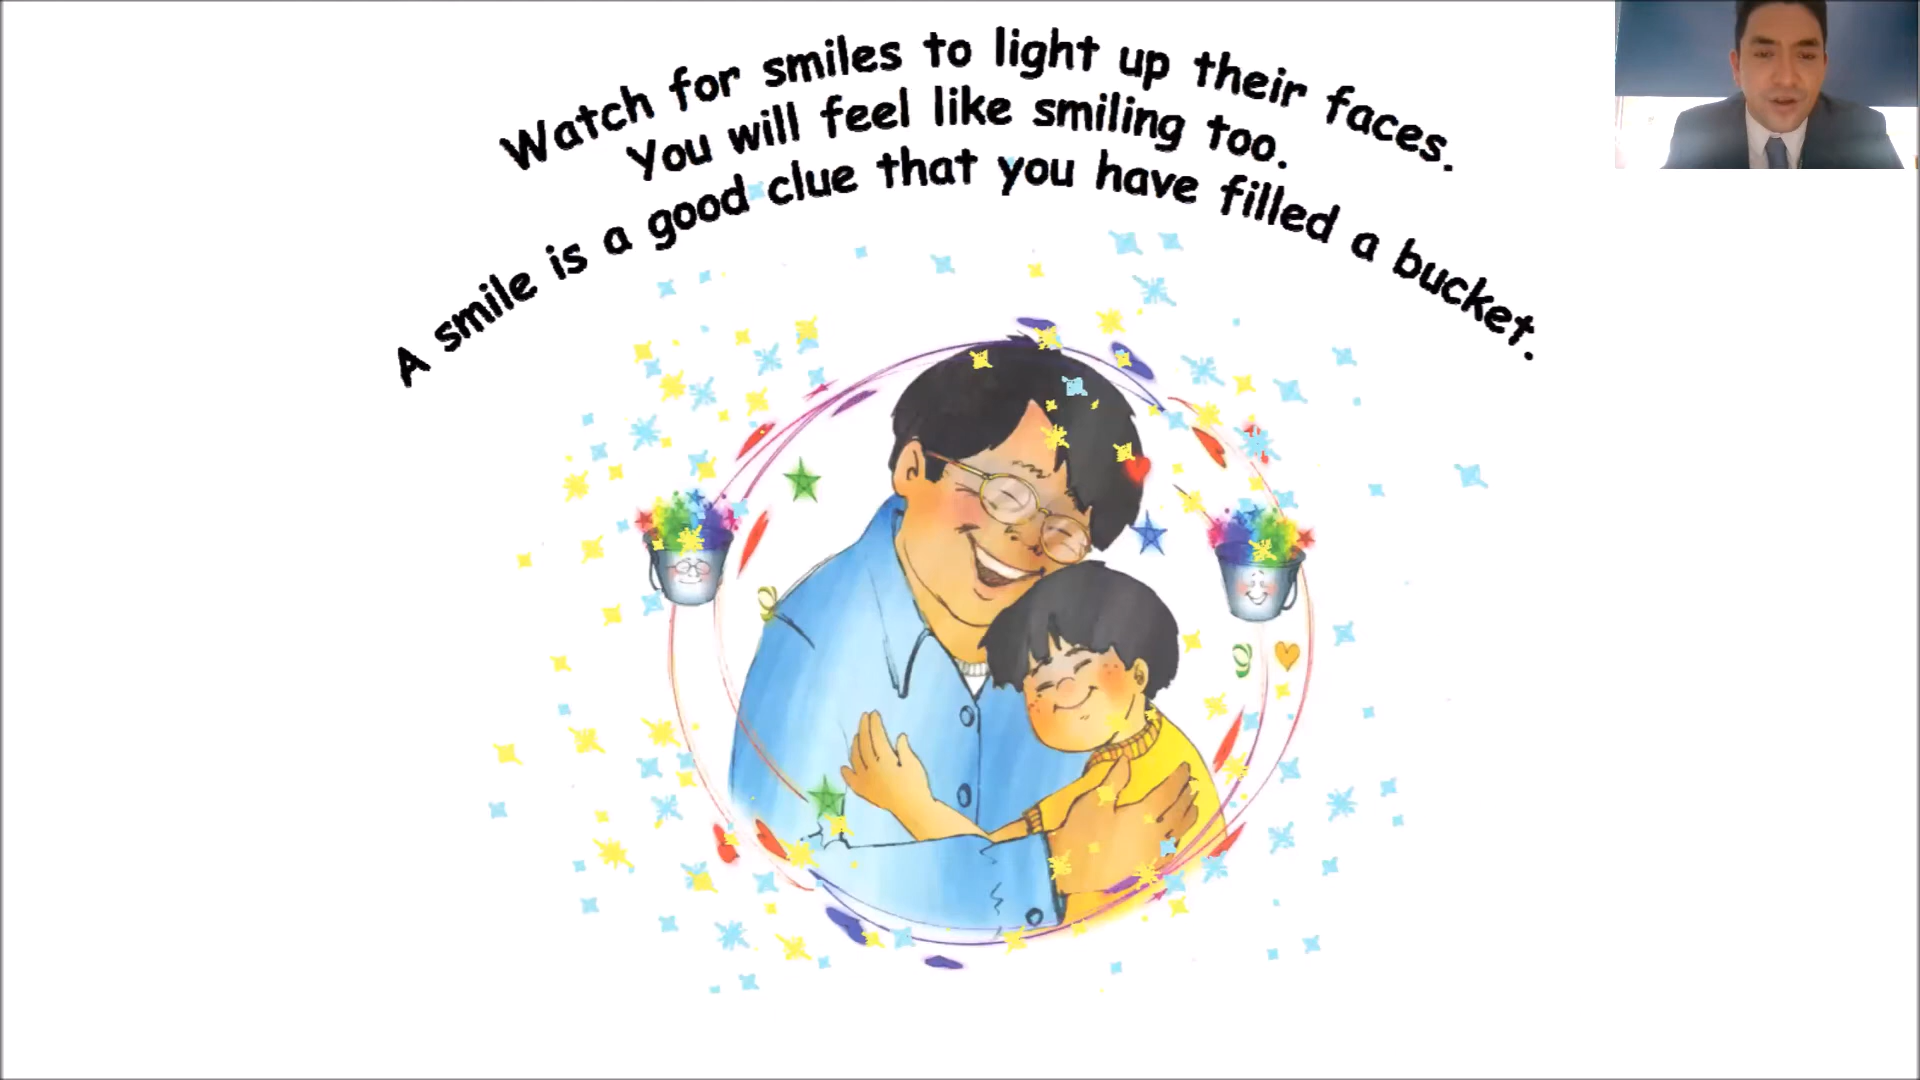 Watch for smiles to light up their faces.
You will feel like smiling too.
A smile is a good clue that you have filled a bucket.